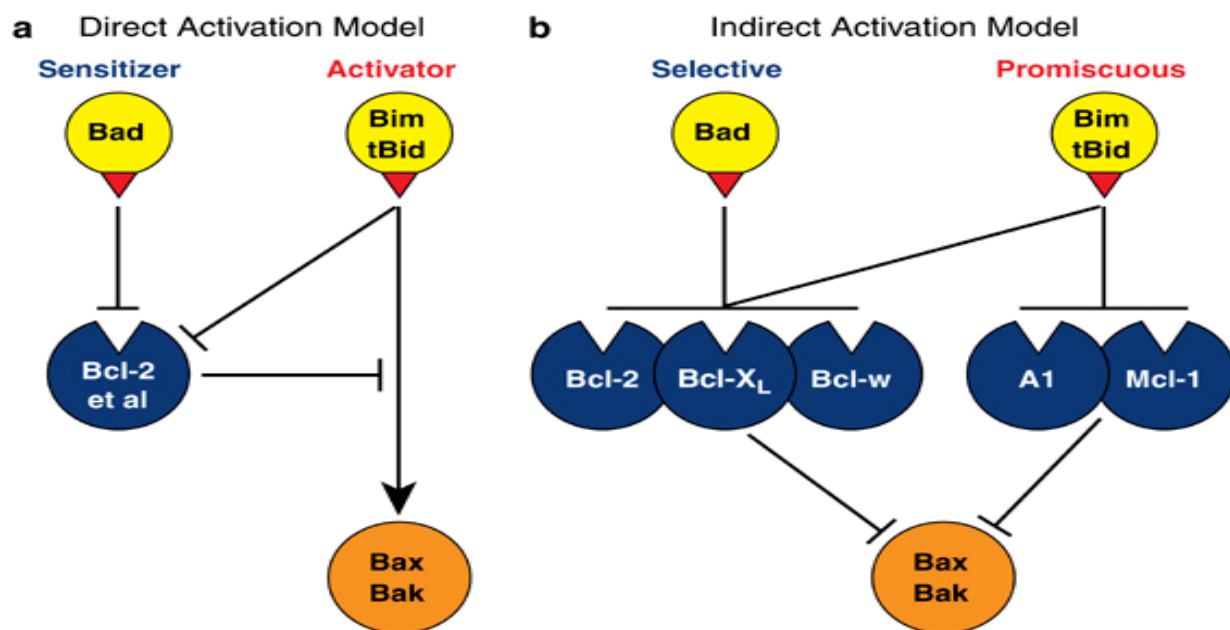 a Direct Activation Model
Sensitizer
Activator
Bad
Bim
tBid
Bcl-2
et al
Bax
Bak
b Indirect Activation Model
Selective
Promiscuous
Bad
Bim
tBid
Bcl-2
Bcl-XL
Bcl-w
A1
Mcl-1
Bax
Bak